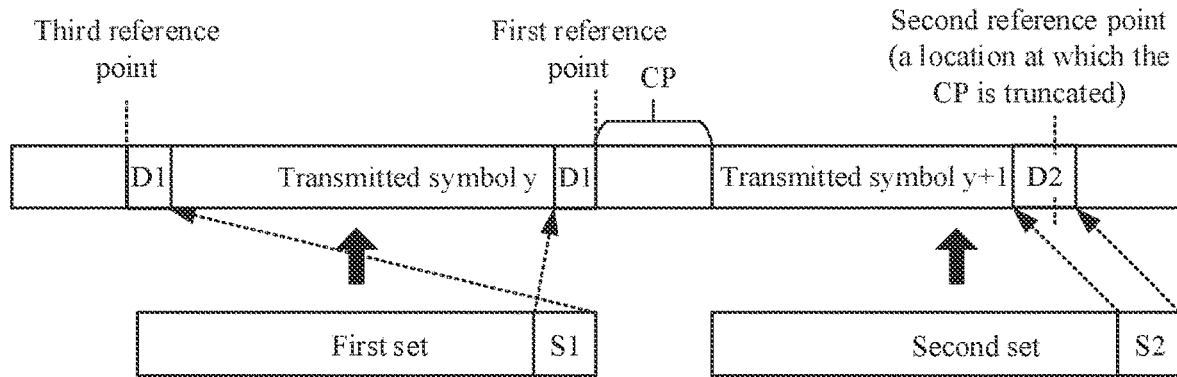 Third reference
point
First reference
point
CP
Second reference point
(a location at which the
CP is truncated)
D1
Transmitted symbol y
D1
Transmitted symbol y+1
D2
First set
S1
Second set
S2